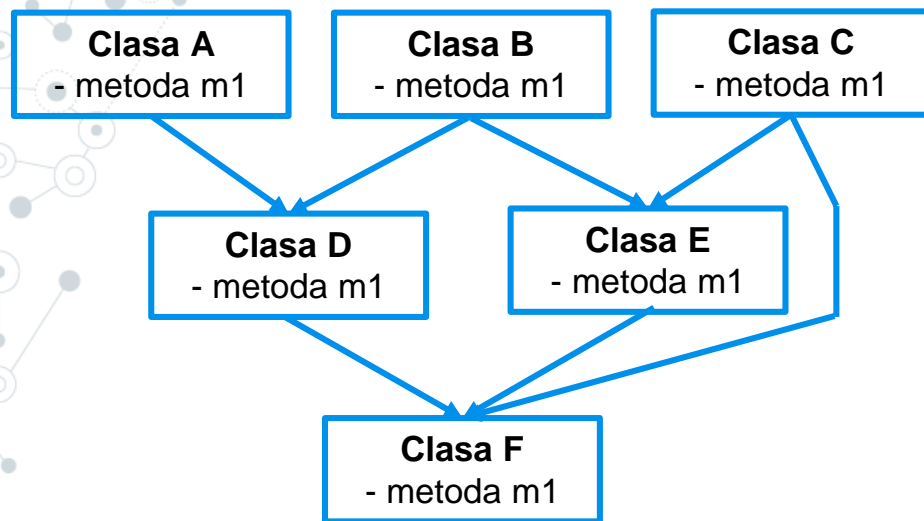 Clasa A
- metoda m1
Clasa B
- metoda m1
Clasa C
- metoda m1
Clasa D
- metoda m1
Clasa E
- metoda m1
Clasa F
- metoda m1